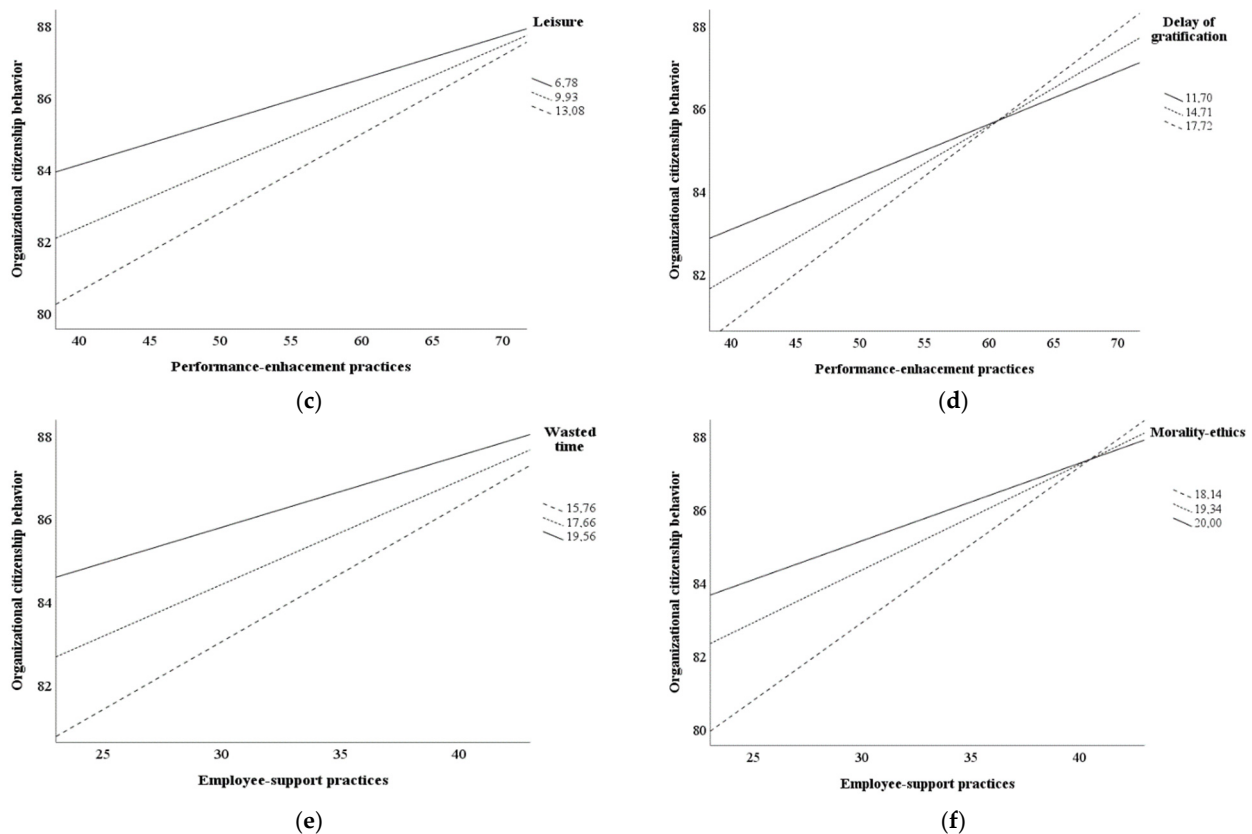 Leisure
6,78
9,93
13,08
Organizational citizenship behavior
88
86
84
82
80
40 45 50 55 60 65 70
Performance-enhacement practices
(c)
Delay of
gratification
11,70
14,71
17,72
Organizational citizenship behavior
88
86
84
82
40 45 50 55 60 65 70
Performance-enhacement practices
(d)
Wasted
time
15,76
17,66
19,56
Organizational citizenship behavior
88
86
84
82
25 30 35 40
Employee-support practices
(e)
Morality-ethics
18,14
19,34
20,00
Organizational citizenship behavior
88
86
84
82
80
25 30 35 40
Employee-support practices
(f)